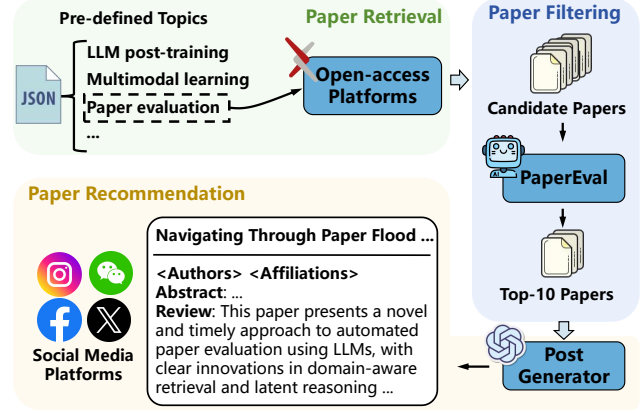 Pre-defined Topics
Paper Retrieval
JSON
LLM post-training
Multimodal learning
Paper evaluation
...
Open-access
Platforms
Paper Filtering
Candidate Papers
AI
PaperEval
Top-10 Papers
Post
Generator
Paper Recommendation
Social Media
Platforms
Navigating Through Paper Flood ...
<Authors> <Affiliations>
Abstract: ...
Review: This paper presents a novel
and timely approach to automated
paper evaluation using LLMs, with
clear innovations in domain-aware
retrieval and latent reasoning ...